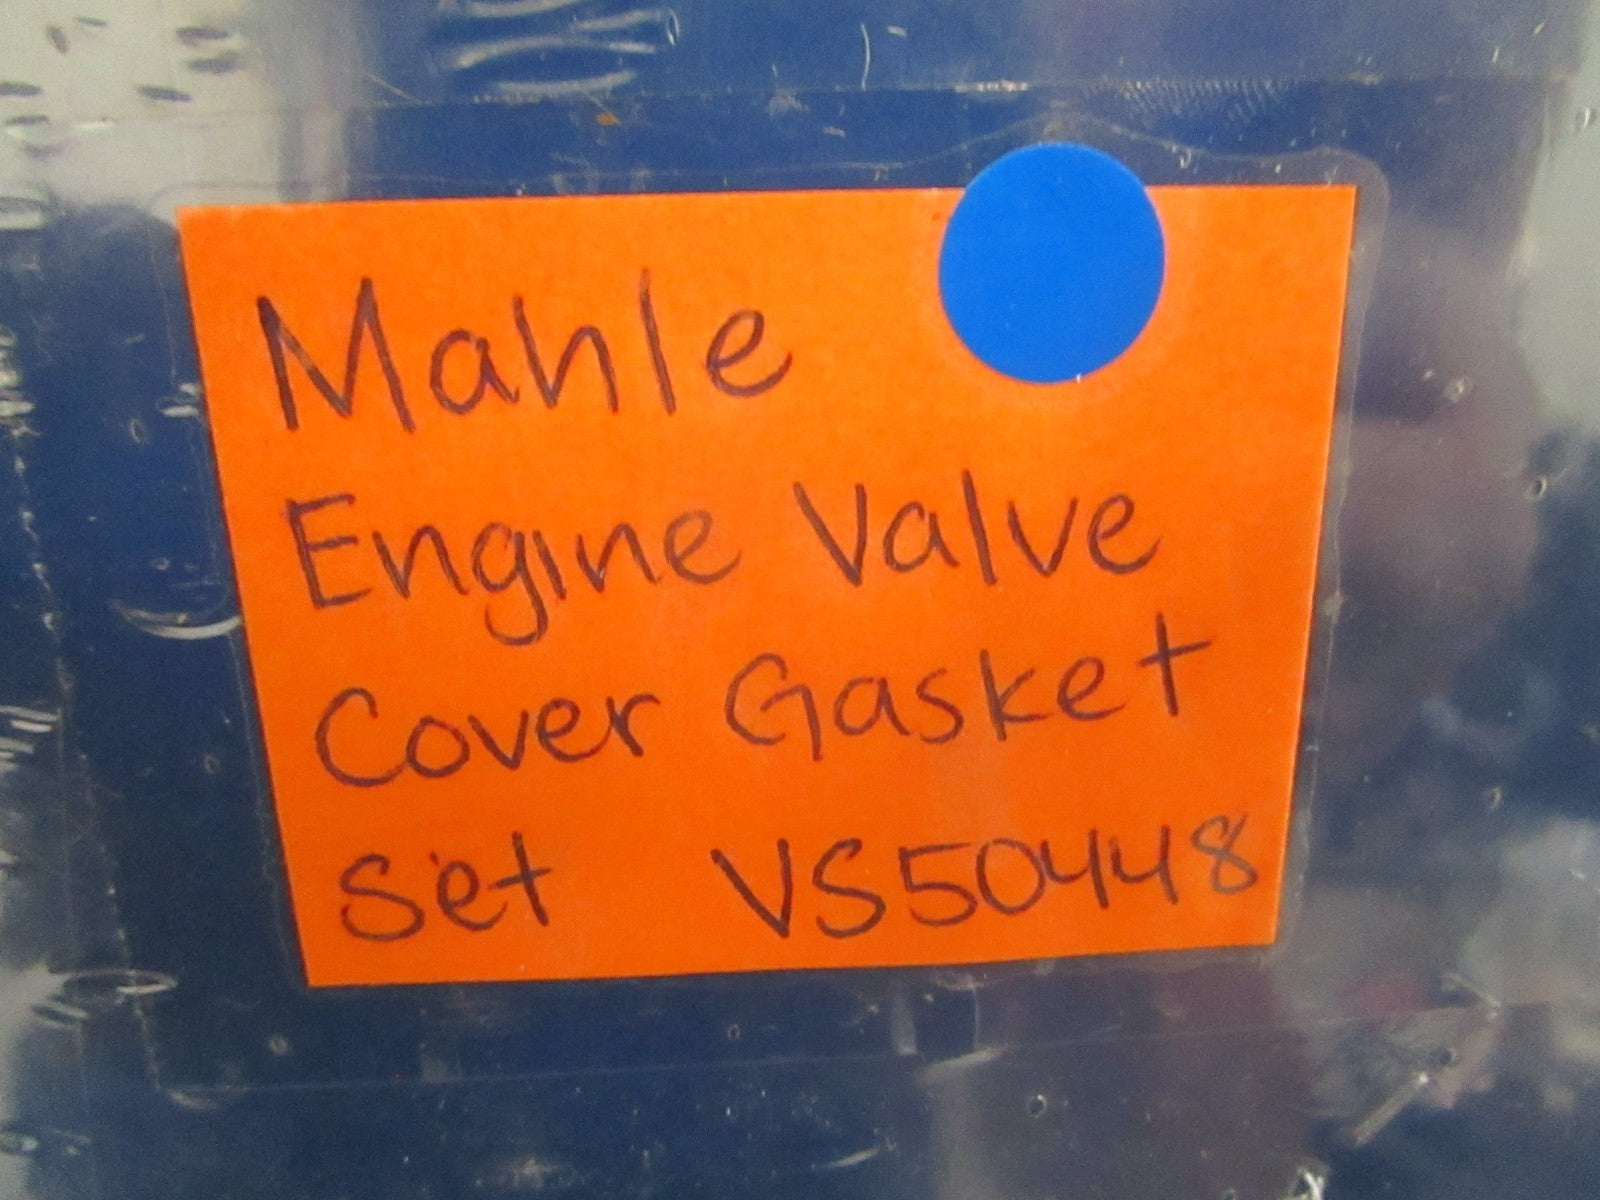 Mahle
Engine Valve
Cover Gasket
Set VS50448